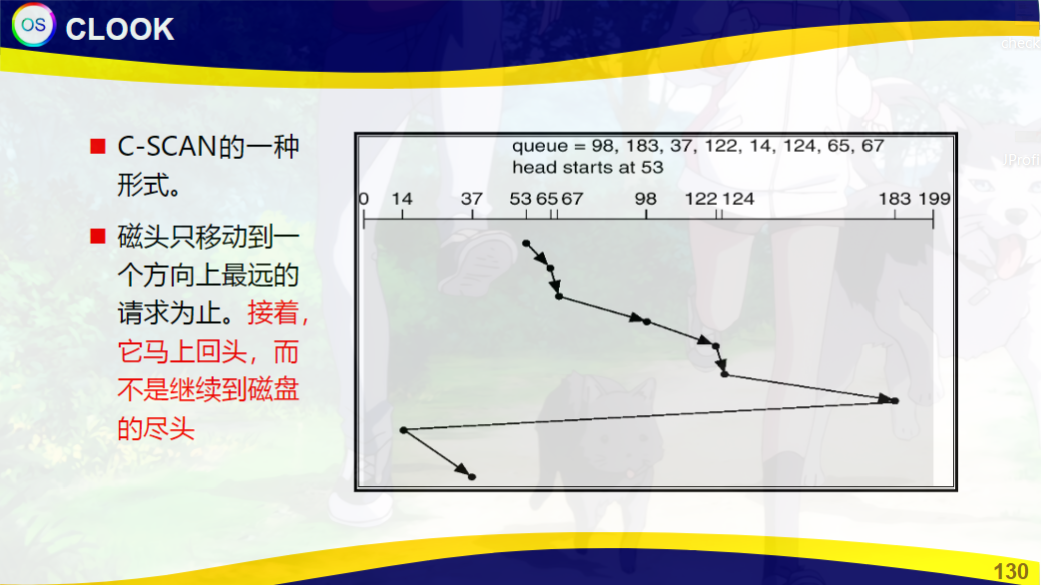 OS CLOOK
check
JProfi
C-SCAN的一种
形式。
磁头只移动到一
个方向上最远的
请求为止。接着,
它马上回头，而
不是继续到磁盘
的尽头
queue = 98, 183, 37, 122, 14, 124, 65, 67
head starts at 53
0 14 37 53 65 67 98 122 124 183 199
130